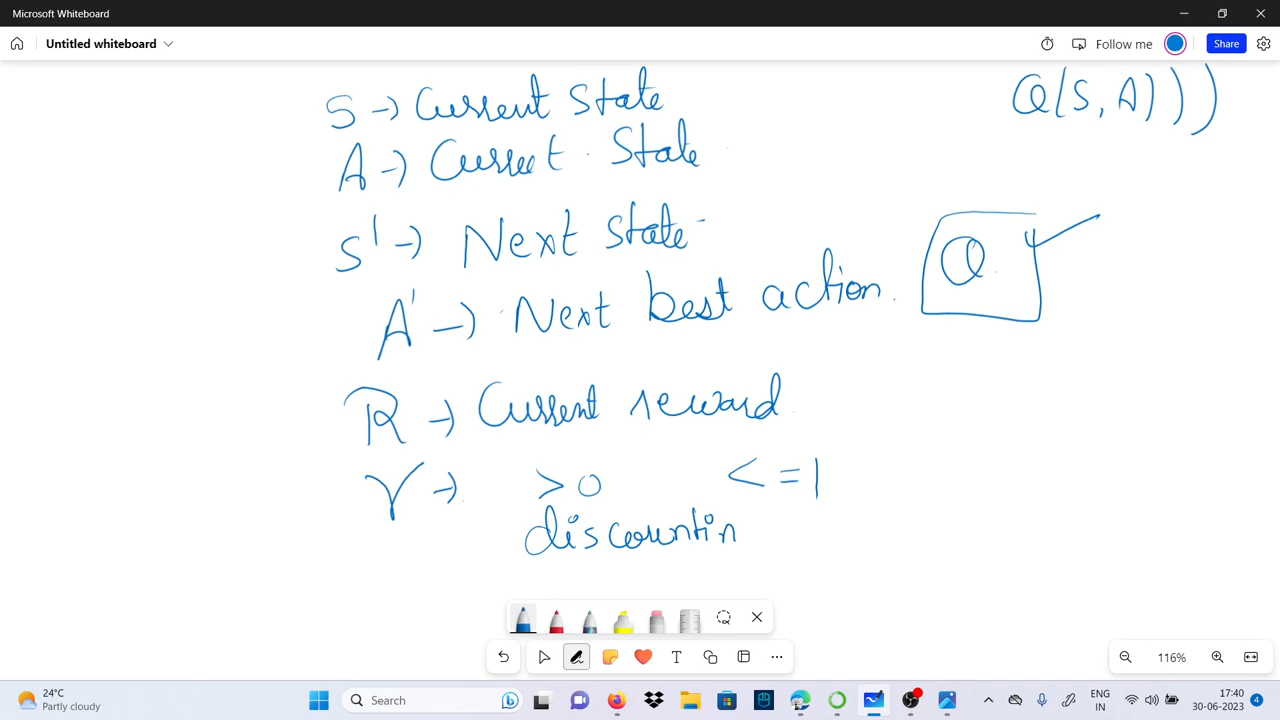 Microsoft Whiteboard
Untitled whiteboard
Follow me
Share
S → Current State
Q(S, A)))
A → Current State
S' → Next State
A' → Next best action.
Q
R → Current reward
γ → >0 <=1
discountin
116%
24°C
Partly cloudy
Search
ENG
IN
17:40
30-06-2023
4